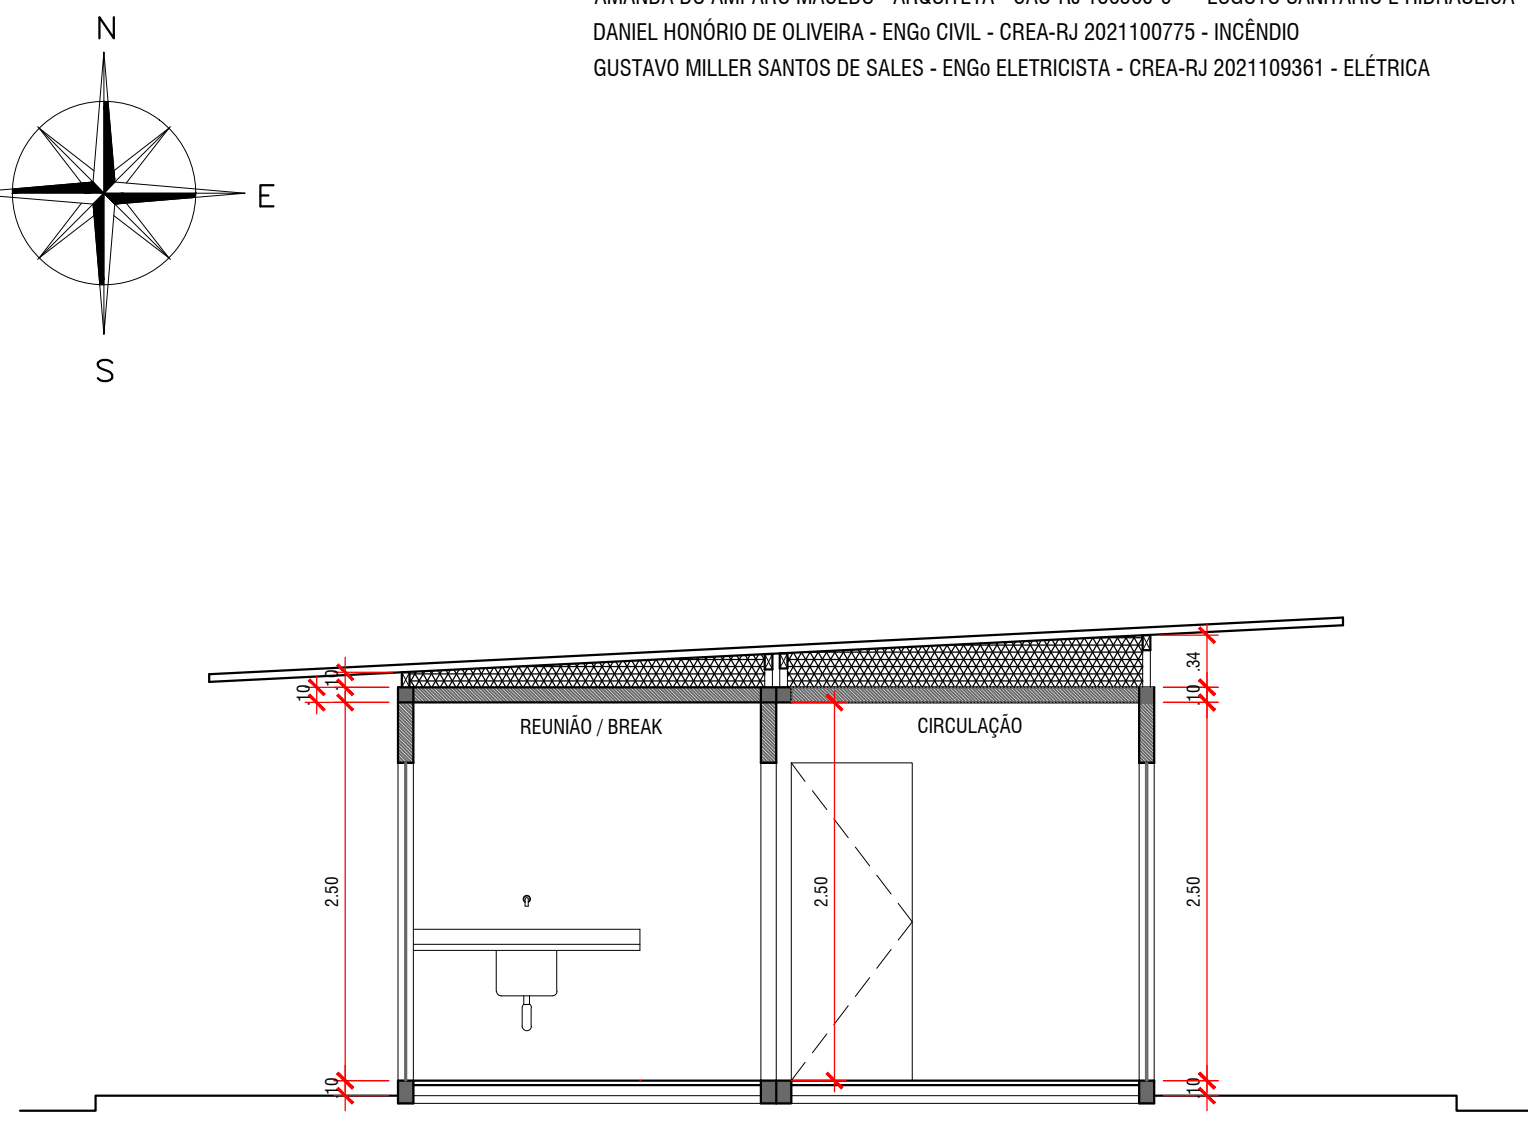 DANIEL HONÓRIO DE OLIVEIRA - ENGo CIVIL - CREA-RJ 2021100775 - INCÊNDIO
GUSTAVO MILLER SANTOS DE SALES - ENGo ELETRICISTA - CREA-RJ 2021109361 - ELÉTRICA
N
E
S
.10
.10
.34
.10
REUNIÃO / BREAK
CIRCULAÇÃO
2.50
2.50
2.50
.10
.10